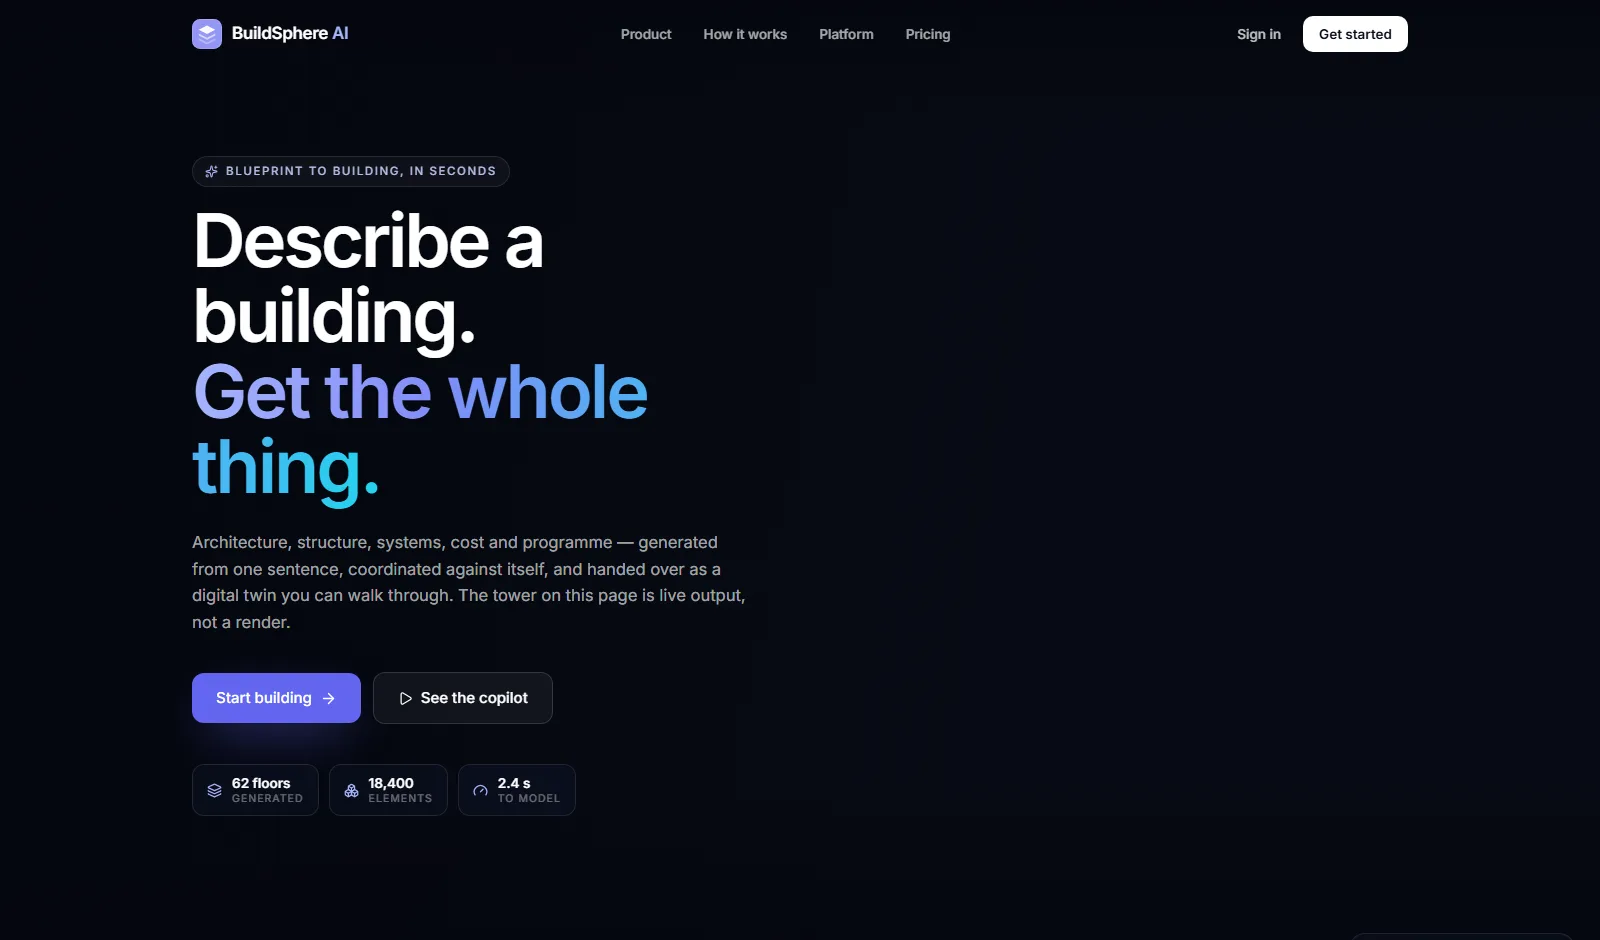 BuildSphere AI
Product
How it works
Platform
Pricing
Sign in
Get started
BLUEPRINT TO BUILDING, IN SECONDS
Describe a
building.
Get the whole
thing.
Architecture, structure, systems, cost and programme — generated
from one sentence, coordinated against itself, and handed over as a
digital twin you can walk through. The tower on this page is live output,
not a render.
Start building
See the copilot
62 floors
GENERATED
18,400
ELEMENTS
2.4 s
TO MODEL